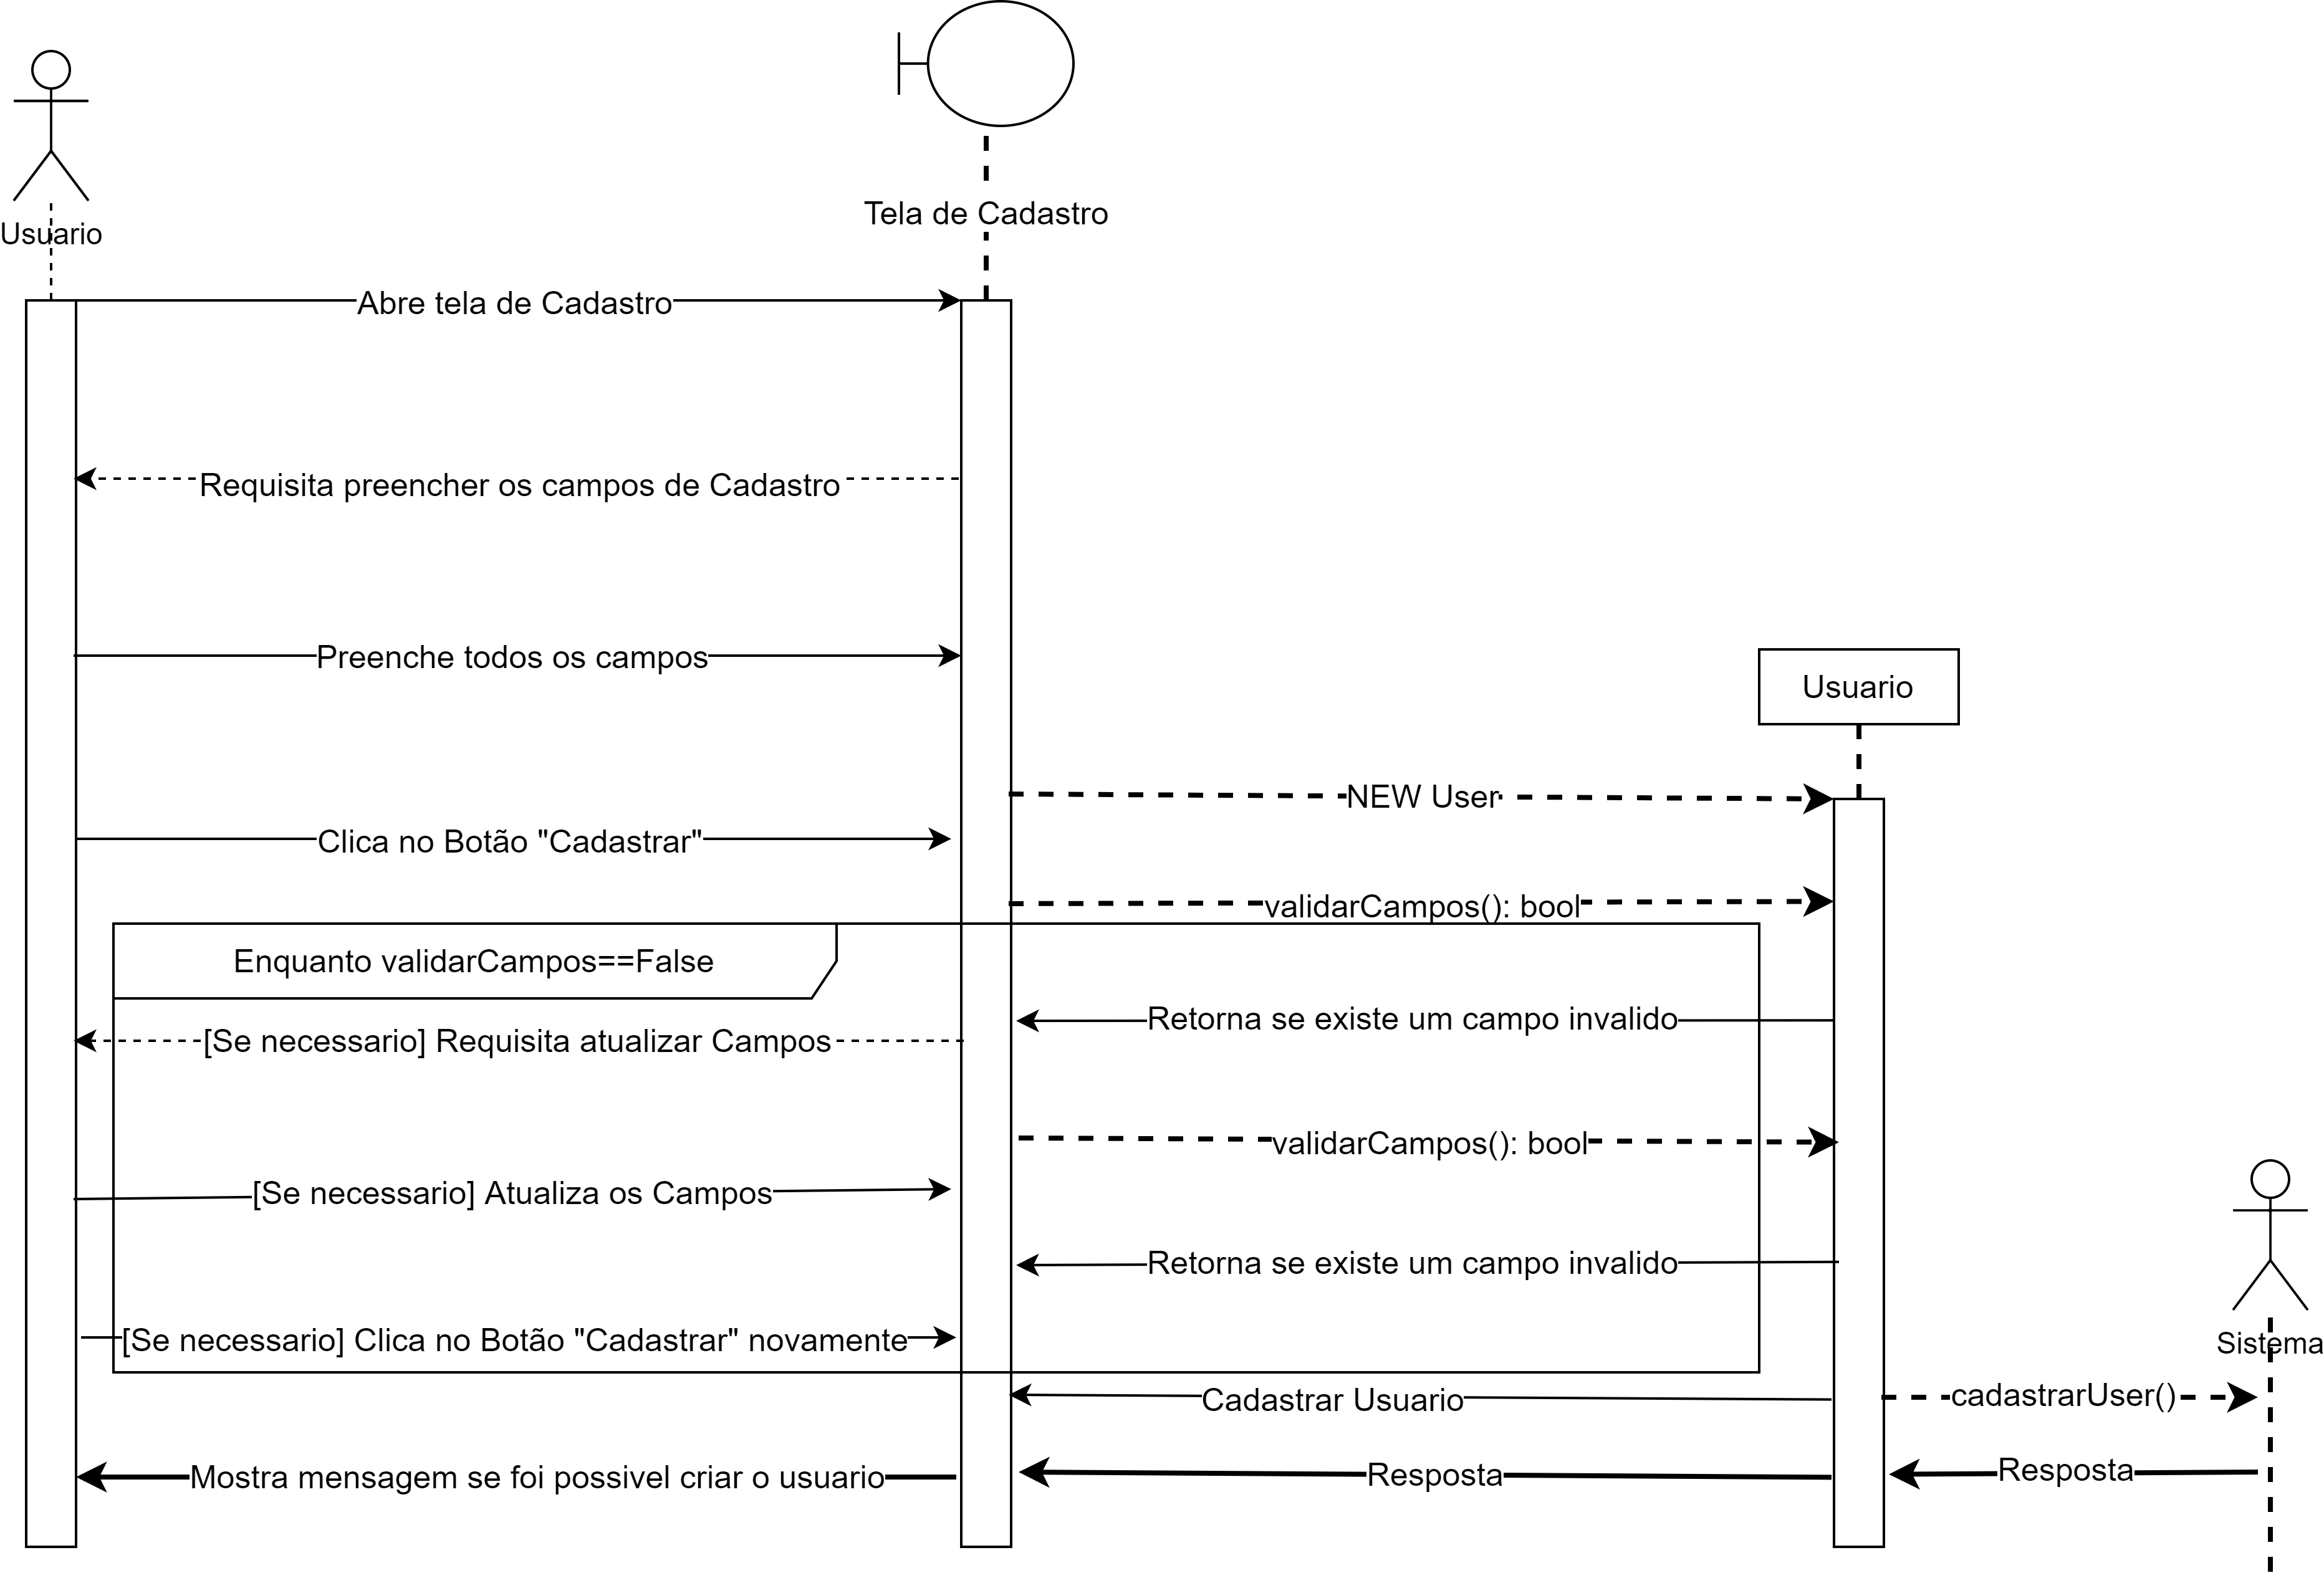 Tela de Cadastro
Usuario
Abre tela de Cadastro
Requisita preencher os campos de Cadastro
Preenche todos os campos
Usuario
NEW User
Clica no Botão "Cadastrar"
validarCampos(): bool
Enquanto validarCampos==False
Retorna se existe um campo invalido
[Se necessario] Requisita atualizar Campos
validarCampos(): bool
[Se necessario] Atualiza os Campos
Retorna se existe um campo invalido
[Se necessario] Clica no Botão "Cadastrar" novamente
Sistema
Cadastrar Usuario
cadastrarUser()
Mostra mensagem se foi possivel criar o usuario
Resposta
Resposta